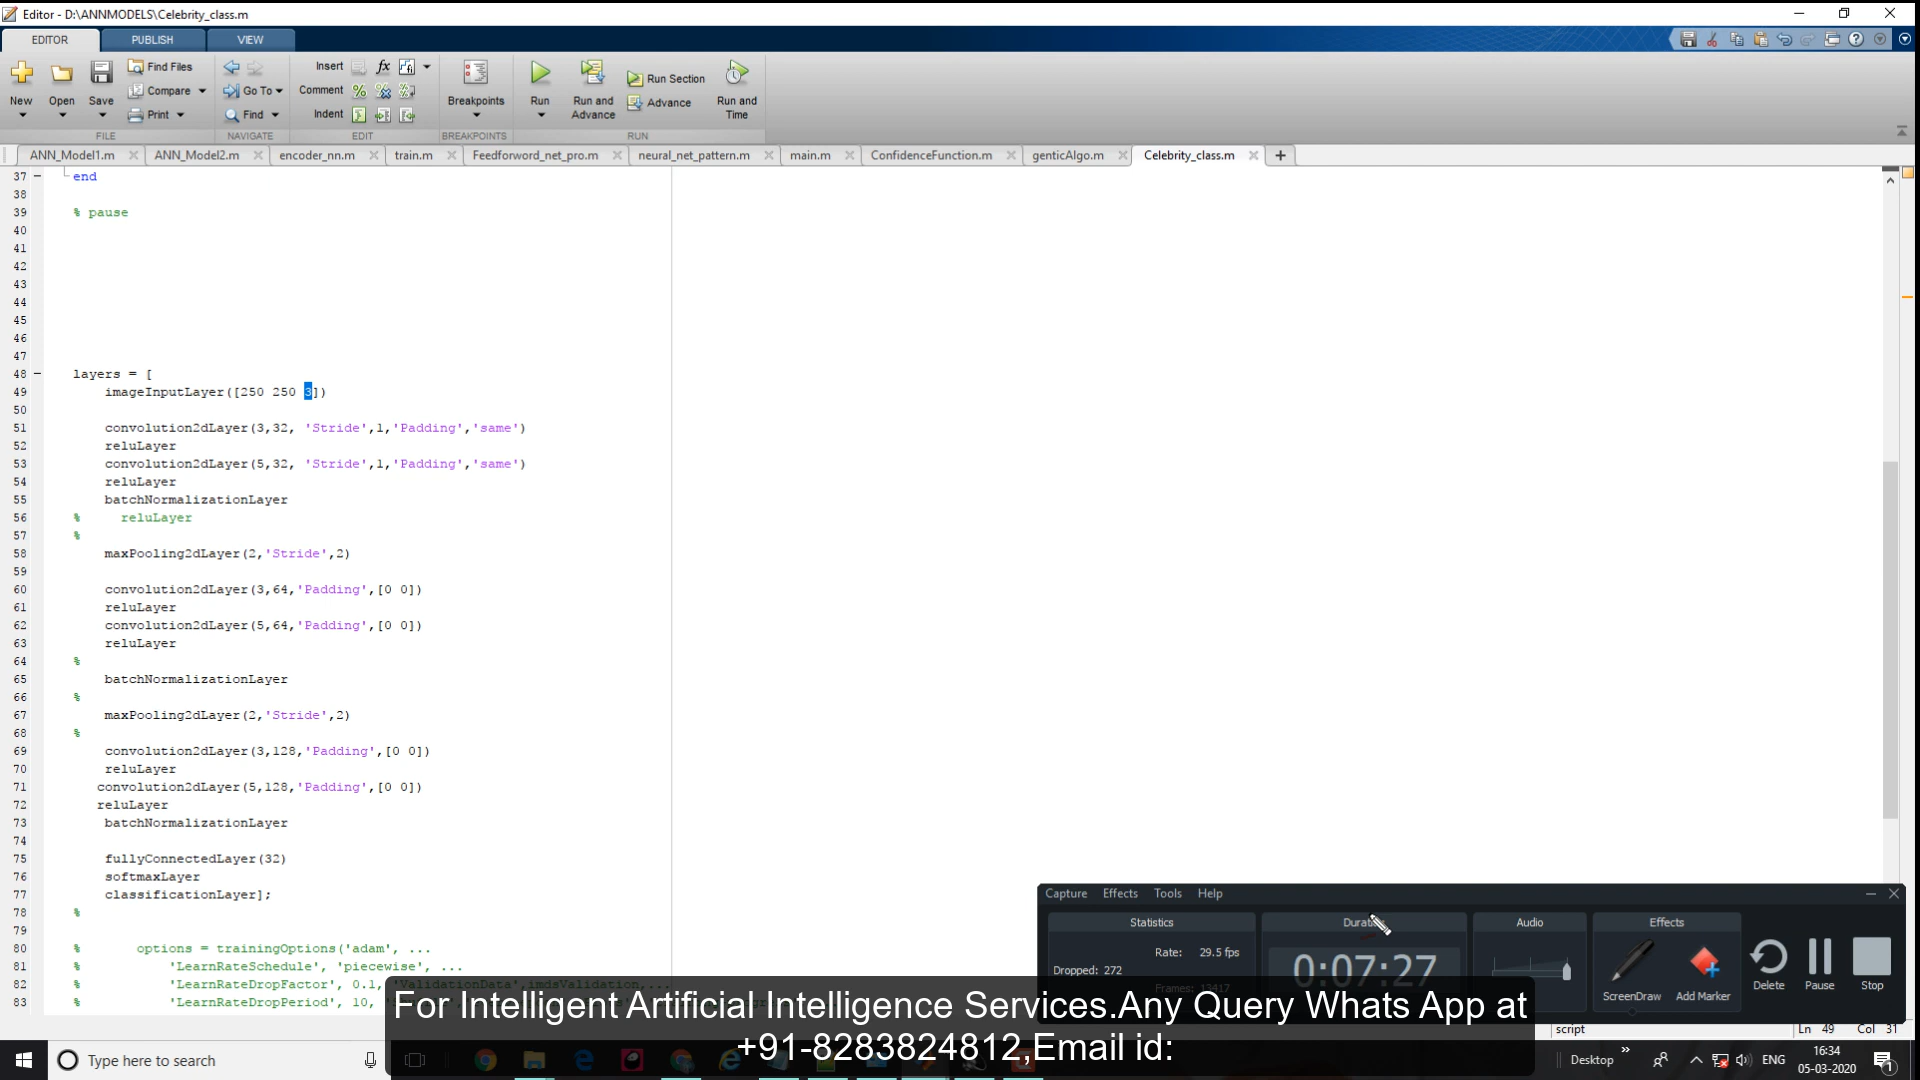 Editor - D:\ANNMODELS\Celebrity_class.m
EDITOR PUBLISH VIEW
New Open Save Find Files Compare Print Go To Find Insert Comment Indent Breakpoints Run Run and Advance Run Section Advance Run and Time
FILE NAVIGATE EDIT BREAKPOINTS RUN
ANN_Model1.m ANN_Model2.m encoder_nn.m train.m Feedforword_net_pro.m neural_net_pattern.m main.m ConfidenceFunction.m genticAlgo.m Celebrity_class.m
37 end
38
39 % pause
40
41
42
43
44
45
46
47
48 layers = [
49 imageInputLayer([250 250 3])
50
51 convolution2dLayer(3,32, 'Stride',1,'Padding','same')
52 reluLayer
53 convolution2dLayer(5,32, 'Stride',1,'Padding','same')
54 reluLayer
55 batchNormalizationLayer
56 % reluLayer
57 %
58 maxPooling2dLayer(2,'Stride',2)
59
60 convolution2dLayer(3,64,'Padding',[0 0])
61 reluLayer
62 convolution2dLayer(5,64,'Padding',[0 0])
63 reluLayer
64 %
65 batchNormalizationLayer
66 %
67 maxPooling2dLayer(2,'Stride',2)
68 %
69 convolution2dLayer(3,128,'Padding',[0 0])
70 reluLayer
71 convolution2dLayer(5,128,'Padding',[0 0])
72 reluLayer
73 batchNormalizationLayer
74
75 fullyConnectedLayer(32)
76 softmaxLayer
77 classificationLayer];
78 %
79
80 % options = trainingOptions('adam', ...
81 % 'LearnRateSchedule', 'piecewise', ...
82 % 'LearnRateDropFactor', 0.1, 'ValidationData',imdsValidation,...
83 % 'LearnRateDropPeriod', 10,
Capture Effects Tools Help
Statistics Audio Effects
Rate: 29.5 fps
Dropped: 272
Frames: 13417
0:07:27
ScreenDraw Add Marker Delete Pause Stop
For Intelligent Artificial Intelligence Services.Any Query Whats App at
+91-8283824812,Email id:
script Ln 49 Col 31
Type here to search
Desktop ENG 16:34
05-03-2020
1